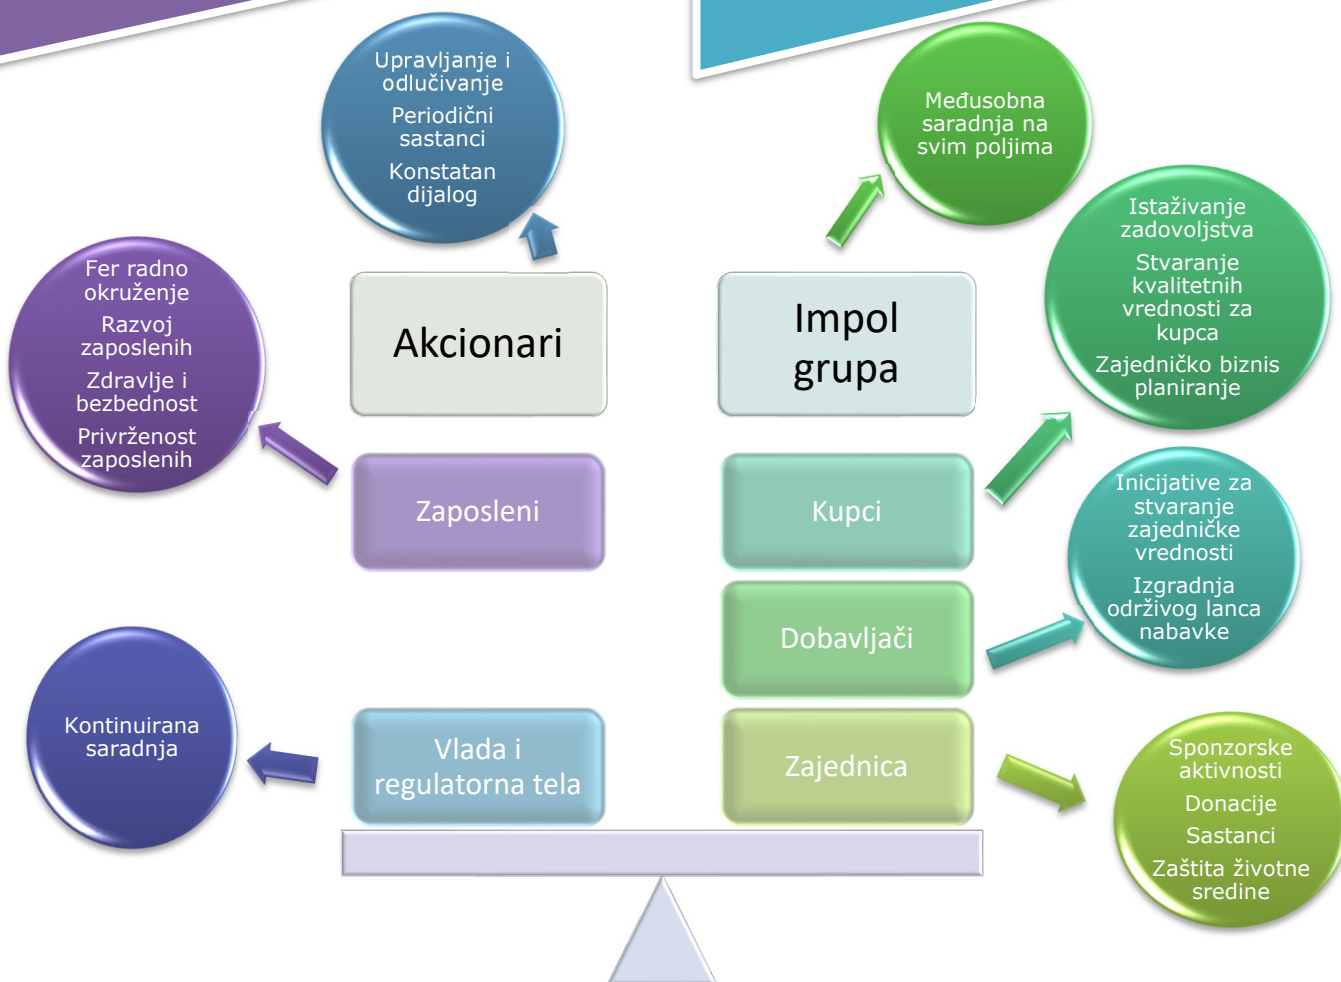 Upravljanje i
odlučivanje
Periodični
sastanci
Konstatan
dijalog
Međusobna
saradnja na
svim poljima
Fer radno
okruženje
Razvoj
zaposlenih
Zdravlje i
bezbednost
Privrženost
zaposlenih
Akcionari
Impol
grupa
Istaživanje
zadovoljstva
Stvaranje
kvalitetnih
vrednosti za
kupca
Zajedničko biznis
planiranje
Zaposleni
Kupci
Inicijative za
stvaranje
zajedničke
vrednosti
Izgradnja
održivog lanca
nabavke
Dobavljači
Kontinuirana
saradnja
Vlada i
regulatorna tela
Zajednica
Sponzorske
aktivnosti
Donacije
Sastanci
Zaštita životne
sredine